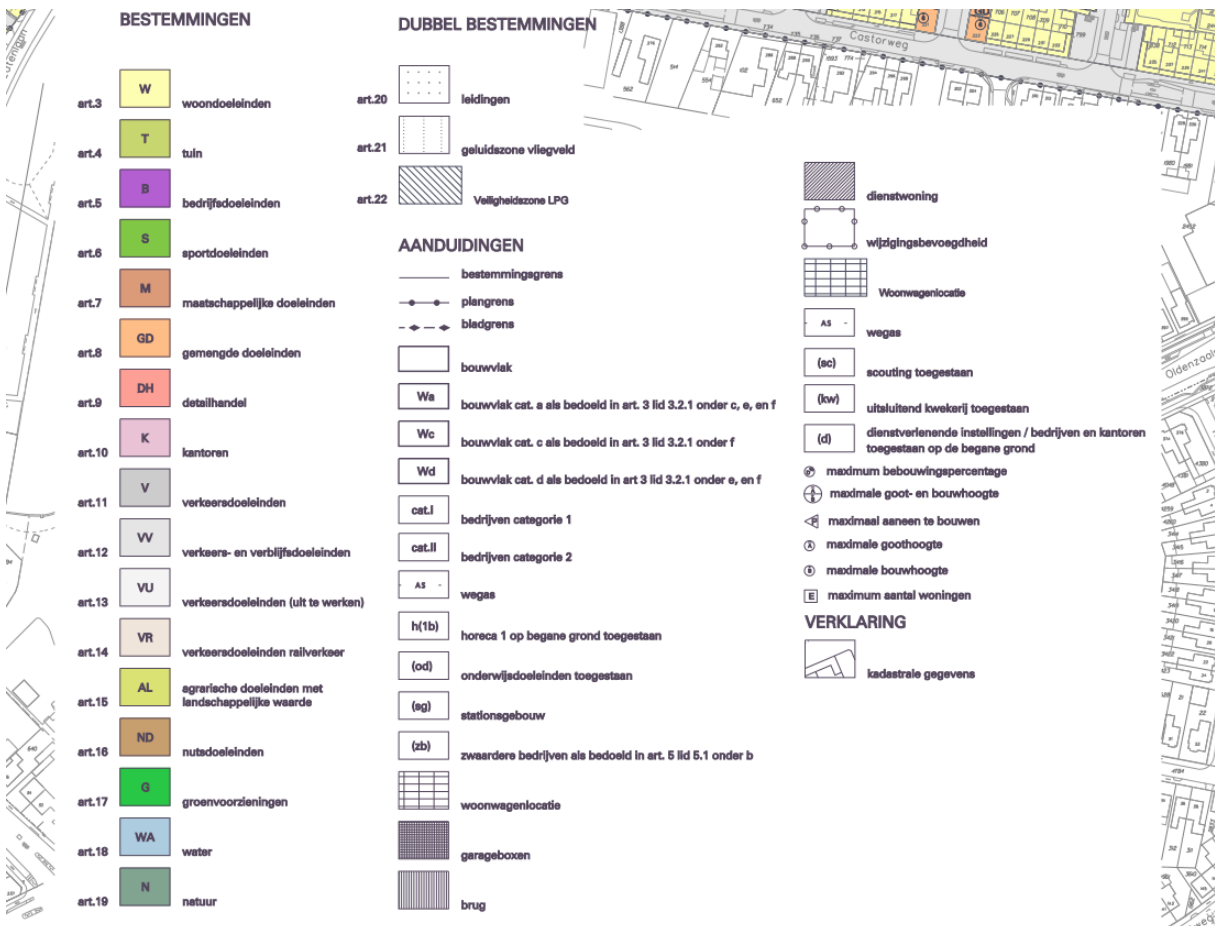 BESTEMMINGEN
art.3 W woondoeleinden
art.4 T tuin
art.5 B bedrijfsdoeleinden
art.6 S sportdoeleinden
art.7 M maatschappelijke doeleinden
art.8 GD gemengde doeleinden
art.9 DH detailhandel
art.10 K kantoren
art.11 V verkeersdoeleinden
art.12 VV verkeers- en verblijfsdoeleinden
art.13 VU verkeersdoeleinden (uit te werken)
art.14 VR verkeersdoeleinden railverkeer
art.15 AL agrarische doeleinden met
landschappelijke waarde
art.16 ND nutsdoeleinden
art.17 G groenvoorzieningen
art.18 WA water
art.19 N natuur
DUBBEL BESTEMMINGEN
art.20 leidingen
art.21 geluidszone vliegveld
art.22 Veiligheidszone LPG
AANDUIDINGEN
bestemmingsgrens
plangrens
bladgrens
bouwvlak
Wa bouwvlak cat. a als bedoeld in art. 3 lid 3.2.1 onder c, e, en f
Wc bouwvlak cat. c als bedoeld in art. 3 lid 3.2.1 onder f
Wd bouwvlak cat. d als bedoeld in art 3 lid 3.2.1 onder e, en f
cat.I bedrijven categorie 1
cat.II bedrijven categorie 2
AS wegas
h(1b) horeca 1 op begane grond toegestaan
(od) onderwijsdoeleinden toegestaan
(sg) stationsgebouw
(zb) zwaardere bedrijven als bedoeld in art. 5 lid 5.1 onder b
woonwagenlocatie
garageboxen
brug
dienstwoning
wijzigingsbevoegdheid
Woonwagenlocatie
AS wegas
(sc) scouting toegestaan
(kw) uitsluitend kwekerij toegestaan
(d) dienstverlenende instellingen / bedrijven en kantoren
toegestaan op de begane grond
maximum bebouwingspercentage
maximale goot- en bouwhoogte
maximaal aaneen te bouwen
maximale goothoogte
maximale bouwhoogte
E maximum aantal woningen
VERKLARING
kadastrale gegevens
Castorweg
Oldenzaals